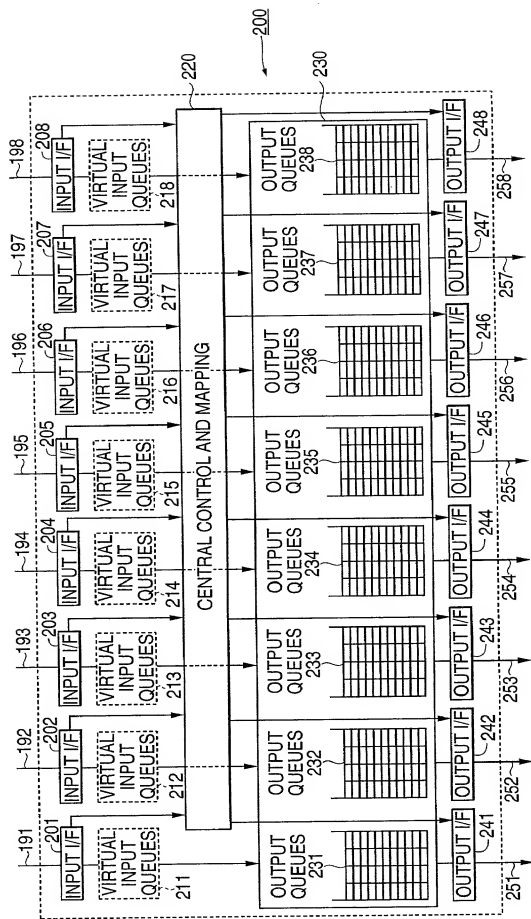 200
220
230
191
192
193
194
195
196
197
198
201
202
203
204
205
206
207
208
INPUT I/F
INPUT I/F
INPUT I/F
INPUT I/F
INPUT I/F
INPUT I/F
INPUT I/F
INPUT I/F
VIRTUAL
INPUT
QUEUES
VIRTUAL
INPUT
QUEUES
VIRTUAL
INPUT
QUEUES
VIRTUAL
INPUT
QUEUES
VIRTUAL
INPUT
QUEUES
VIRTUAL
INPUT
QUEUES
VIRTUAL
INPUT
QUEUES
VIRTUAL
INPUT
QUEUES
211
212
213
214
215
216
217
218
CENTRAL CONTROL AND MAPPING
OUTPUT
QUEUES
231
OUTPUT
QUEUES
232
OUTPUT
QUEUES
233
OUTPUT
QUEUES
234
OUTPUT
QUEUES
235
OUTPUT
QUEUES
236
OUTPUT
QUEUES
237
OUTPUT
QUEUES
238
OUTPUT I/F
OUTPUT I/F
OUTPUT I/F
OUTPUT I/F
OUTPUT I/F
OUTPUT I/F
OUTPUT I/F
OUTPUT I/F
241
242
243
244
245
246
247
248
251
252
253
254
255
256
257
258